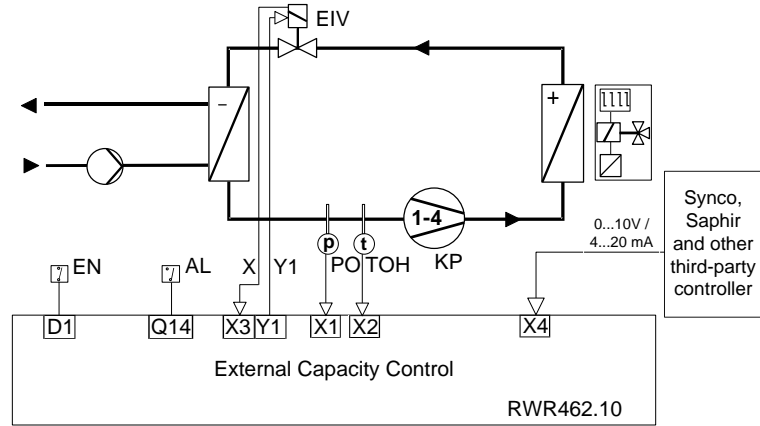 EIV
−
+
1-4
p
t
PO
TOH
KP
0...10V /
4...20 mA
Synco,
Saphir
and other
third-party
controller
EN
AL
X
Y1
D1
Q14
X3
Y1
X1
X2
X4
External Capacity Control
RWR462.10